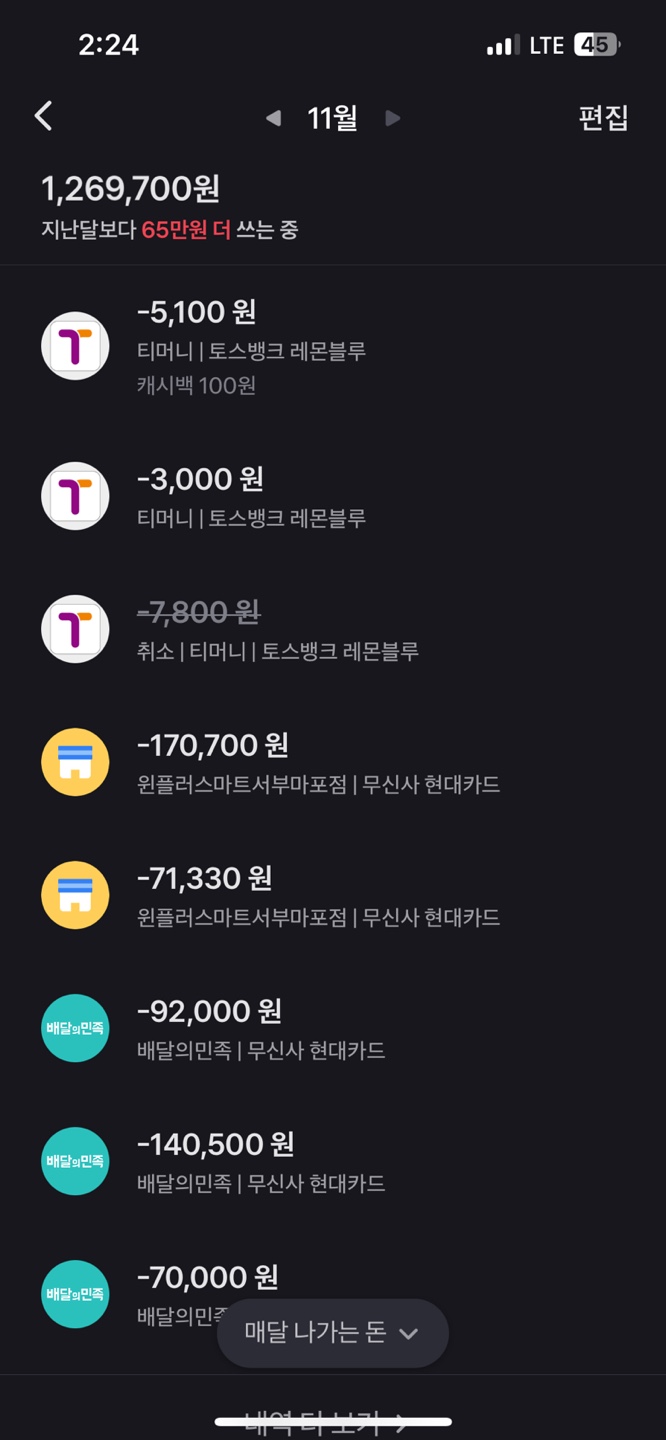 2:24
LTE 45
11월
편집
1,269,700원
지난달보다 65만원 더 쓰는 중
-5,100 원
티머니 | 토스뱅크 레몬블루
캐시백 100원
-3,000 원
티머니 | 토스뱅크 레몬블루
-7,800 원
취소 | 티머니 | 토스뱅크 레몬블루
-170,700 원
윈플러스마트서부마포점 | 무신사 현대카드
-71,330 원
윈플러스마트서부마포점 | 무신사 현대카드
배달의민족
-92,000 원
배달의민족 | 무신사 현대카드
배달의민족
-140,500 원
배달의민족 | 무신사 현대카드
배달의민족
-70,000 원
배달의민족
매달 나가는 돈
내역 더 보기